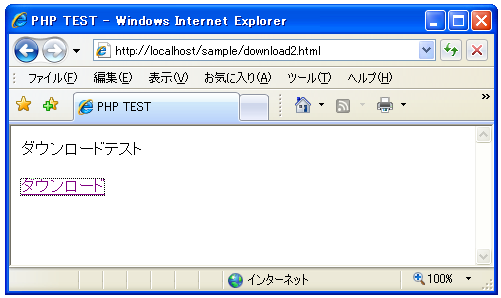 PHP TEST - Windows Internet Explorer
http://localhost/sample/download2.html
ファイル(F) 編集(E) 表示(V) お気に入り(A) ツール(T) ヘルプ(H)
PHP TEST
ダウンロードテスト
ダウンロード
インターネット 100%